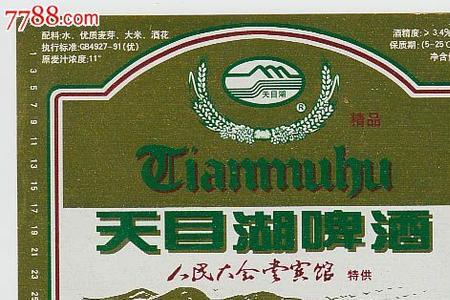 7788.com
配料:水、优质麦芽、大米、酒花
执行标准:GB4927-91(优)
原麦汁浓度:11°
酒精度:≥3.4%
保质期:(5-25℃
净含
天目湖
®
精品
Tianmuhu
天目湖啤酒
人民大会堂宾馆 特供
1 3 5 7 9 11 13 15 17 19 21 23 25